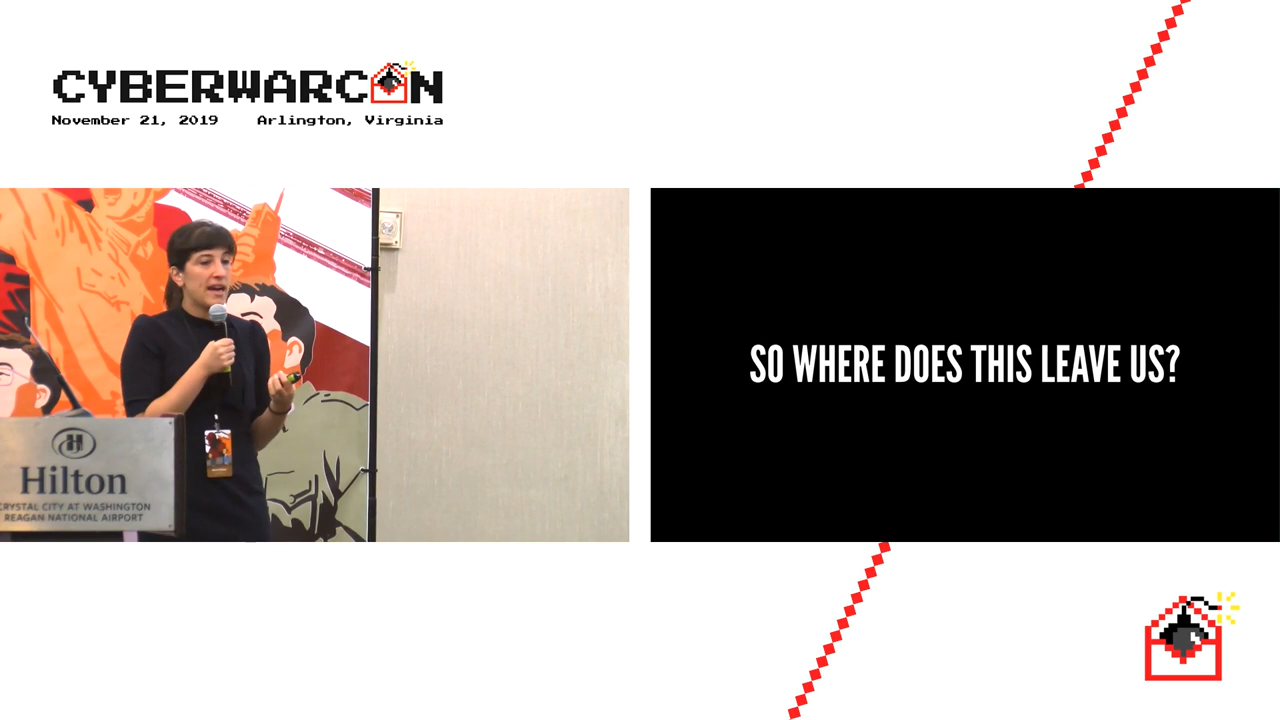 CYBERWARCON
November 21, 2019 Arlington, Virginia
SO WHERE DOES THIS LEAVE US?
Hilton
CRYSTAL CITY AT WASHINGTON
REAGAN NATIONAL AIRPORT